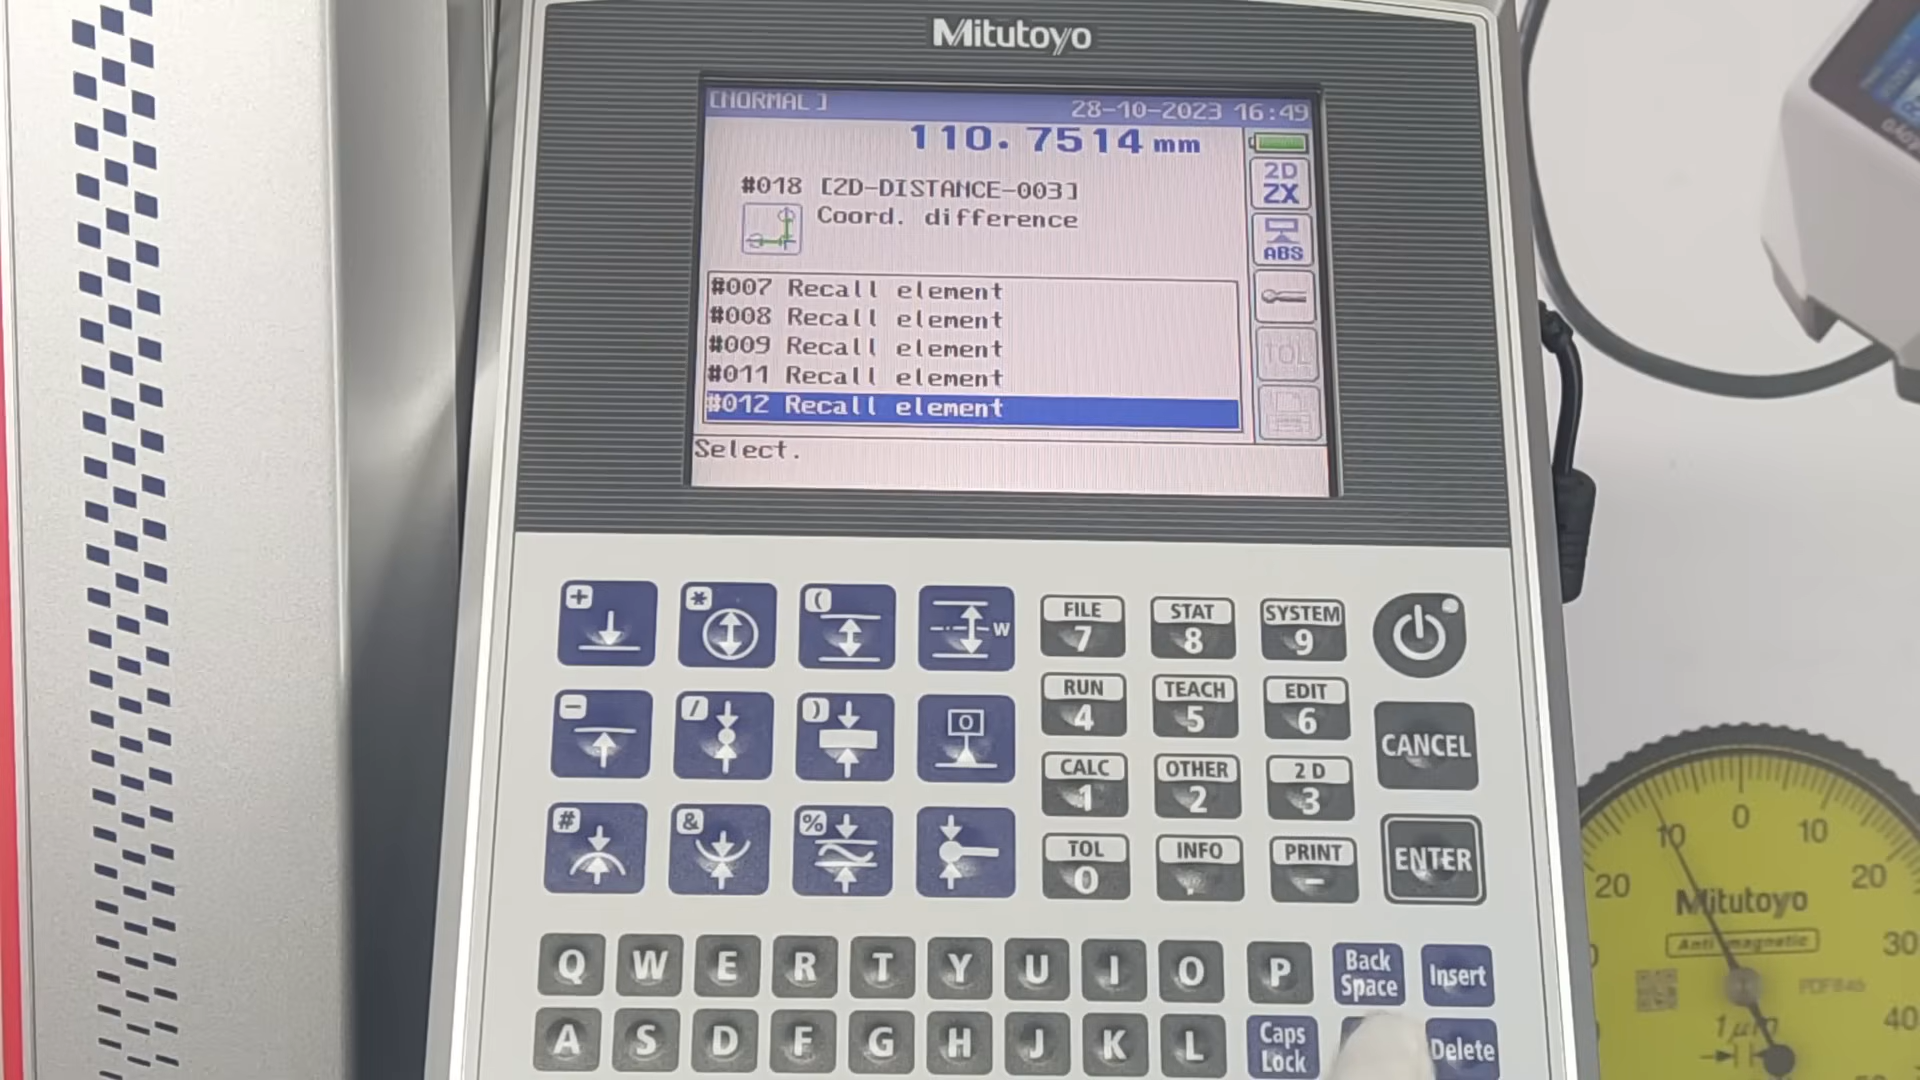 Mitutoyo
[NORMAL]
28-10-2023 16:49
110.7514 mm
2D
ZX
#018 [2D-DISTANCE-003]
Coord. difference
ABS
#007 Recall element
#008 Recall element
#009 Recall element
#011 Recall element
#012 Recall element
TOL
Select.
+
*
(
W
FILE
7
STAT
8
SYSTEM
9
-
/
)
0
RUN
4
TEACH
5
EDIT
6
CANCEL
CALC
1
OTHER
2
2D
3
#
&
%
TOL
0
INFO
.
PRINT
-
ENTER
Q W E R T Y U I O P
Back
Space
Insert
A S D F G H J K L
Caps
Lock
Delete
0
10
10
20
20
30
40
Mitutoyo
Anti magnetic
1μm